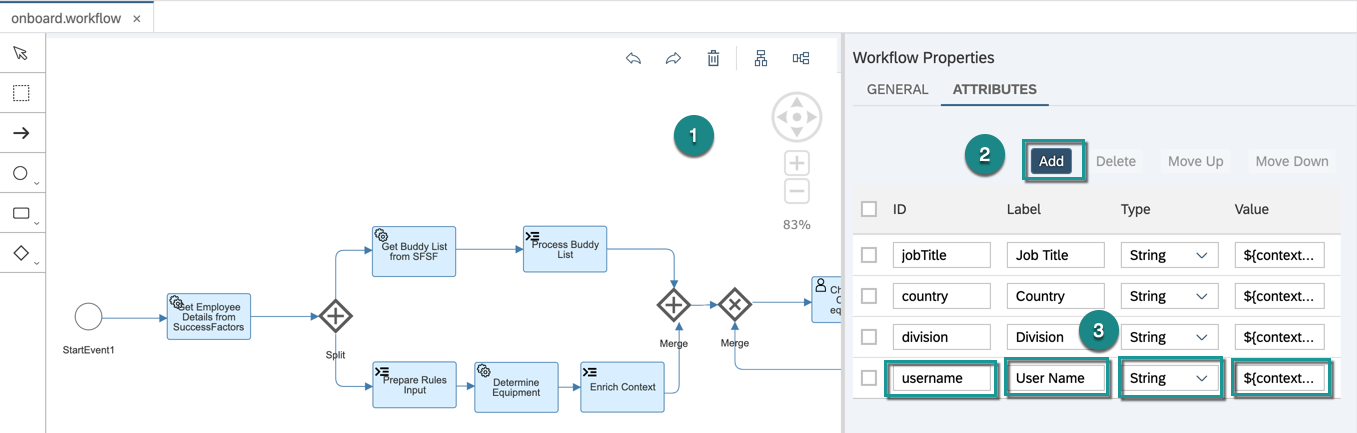 onboard.workflow ×
Workflow Properties
GENERAL ATTRIBUTES
1
2
Add Delete Move Up Move Down
83%
ID Label Type Value
jobTitle Job Title String ${context...
country Country String ${context...
division Division String ${context...
3
username User Name String ${context...
Get Buddy List
from SFSF
Process Buddy
List
Get Employee
Details from
SuccessFactors
StartEvent1
Split
Merge
Merge
Prepare Rules
Input
Determine
Equipment
Enrich Context
Ch
C
eq